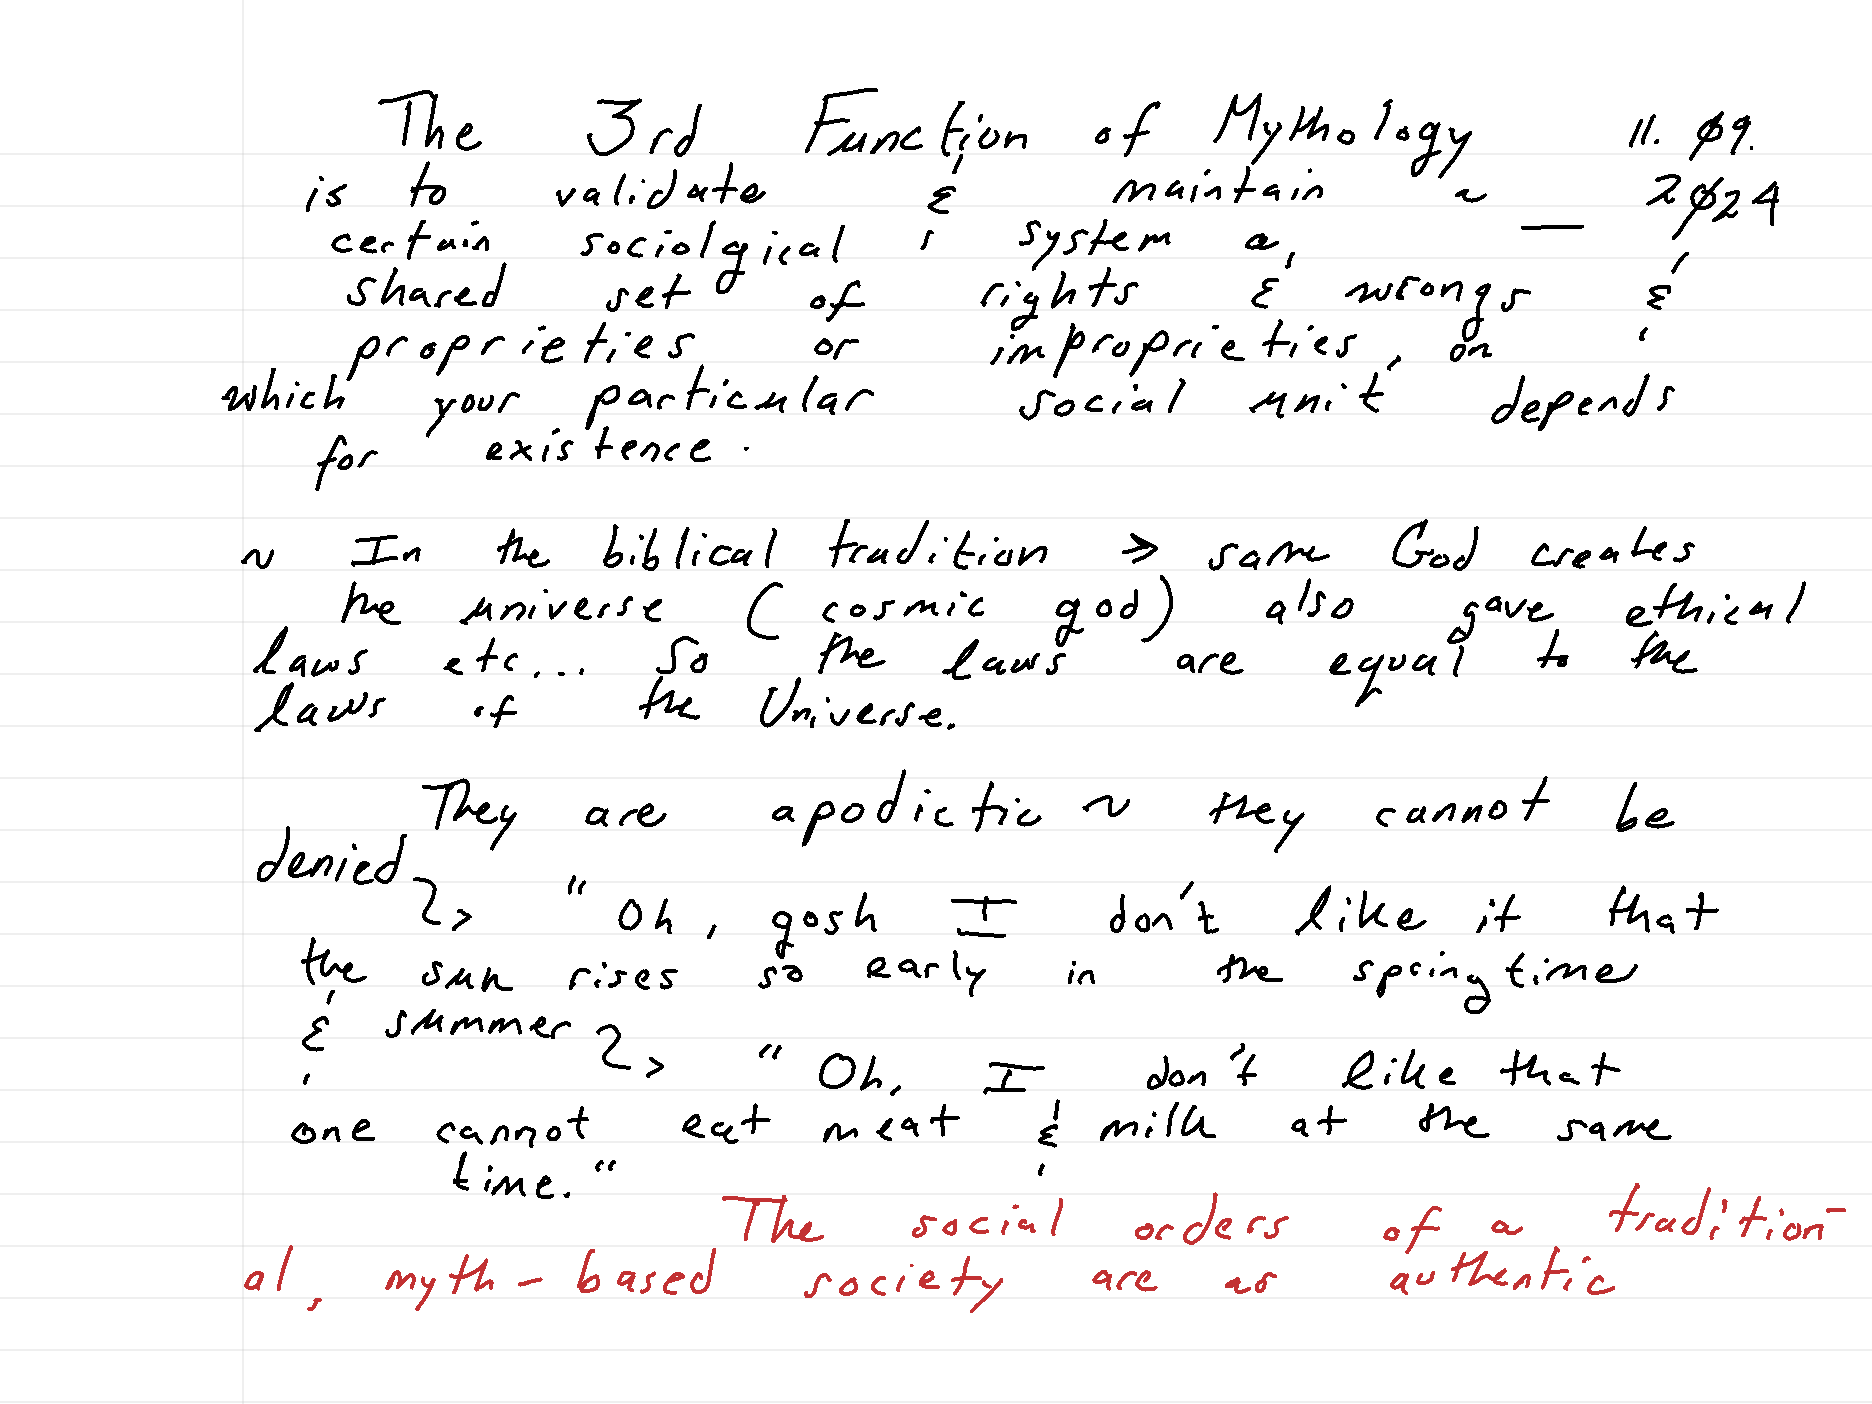 The 3rd Function of Mythology 11. Ø9.
is to validate & maintain a — 2Ø24
certain sociolgical system a
shared set of rights & wrongs &
proprieties or improprieties, on
which your particular social unit depends
for existence.
~ In the biblical tradition > same God creates
the universe (cosmic god) also gave ethical
laws etc... So the laws are equal to the
laws of the Universe.
They are apodictic ~ they cannot be
denied > "Oh, gosh I don't like it that
the sun rises so early in the springtime
& summer > "Oh, I don't like that
one cannot eat meat & milk at the same
time."
The social orders of a tradition-
al, myth-based society are as authentic